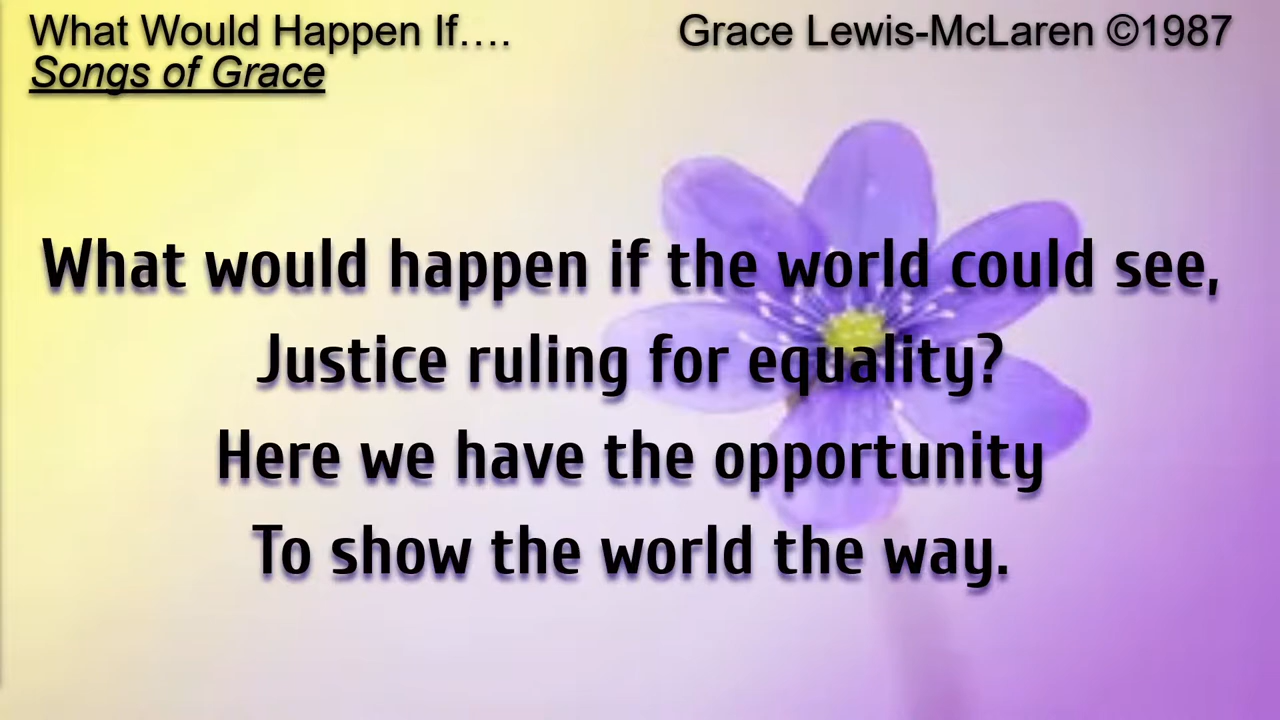 What Would Happen If….
Grace Lewis-McLaren ©1987
Songs of Grace
What would happen if the world could see,
Justice ruling for equality?
Here we have the opportunity
To show the world the way.